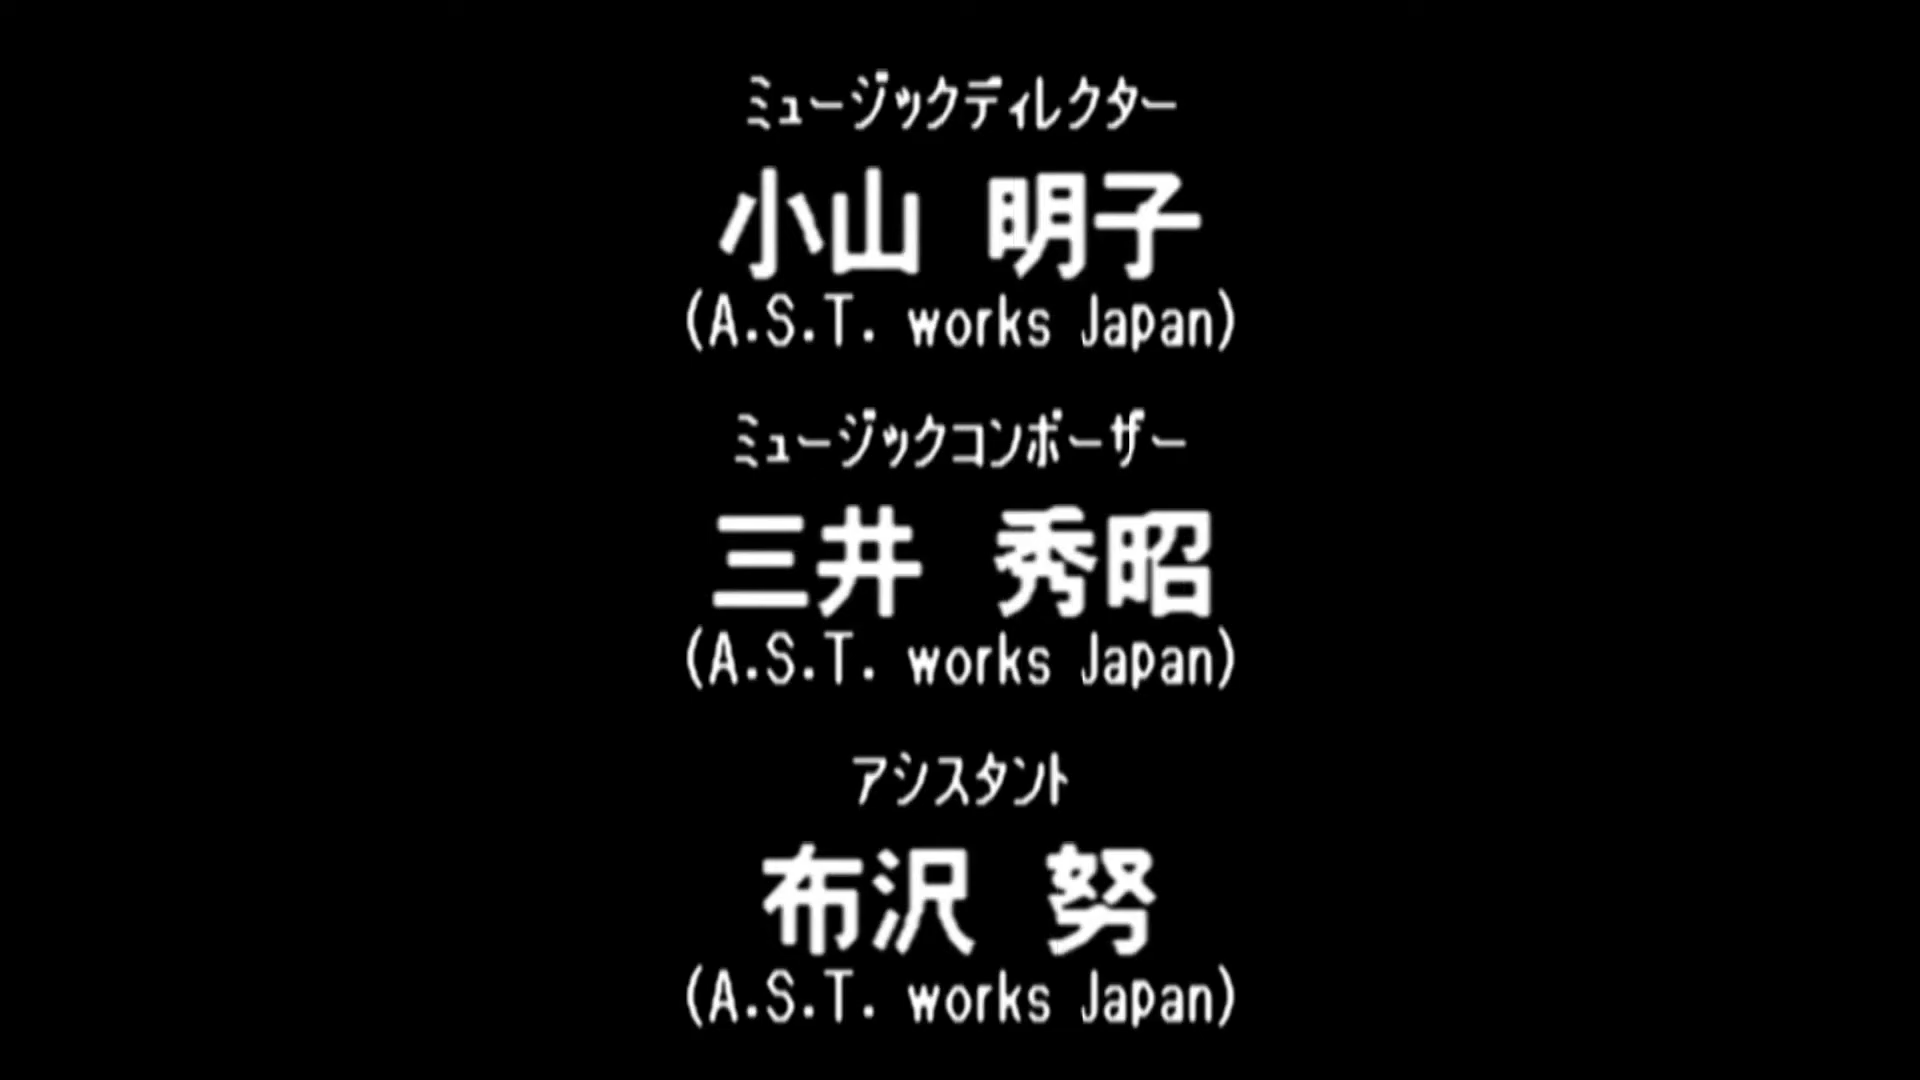 ミュージックディレクター
小山 明子
(A.S.T. works Japan)
ミュージックコンポーザー
三井 秀昭
(A.S.T. works Japan)
アシスタント
布沢 努
(A.S.T. works Japan)